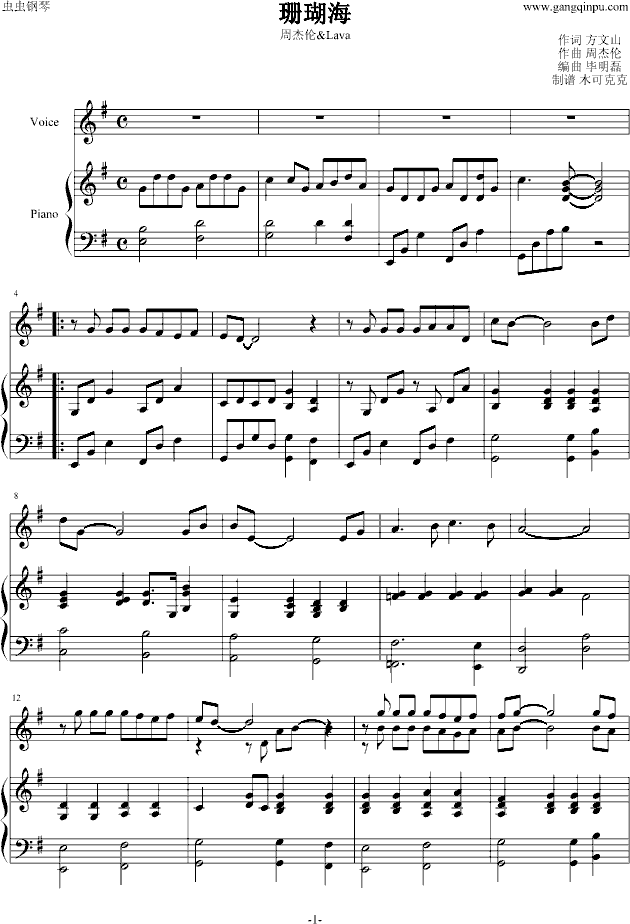 虫虫钢琴
www.gangqinpu.com
珊瑚海
周杰伦&Lava
作词 方文山
作曲 周杰伦
编曲 毕明磊
制谱 木可克克
Voice
Piano
4
8
12
-1-